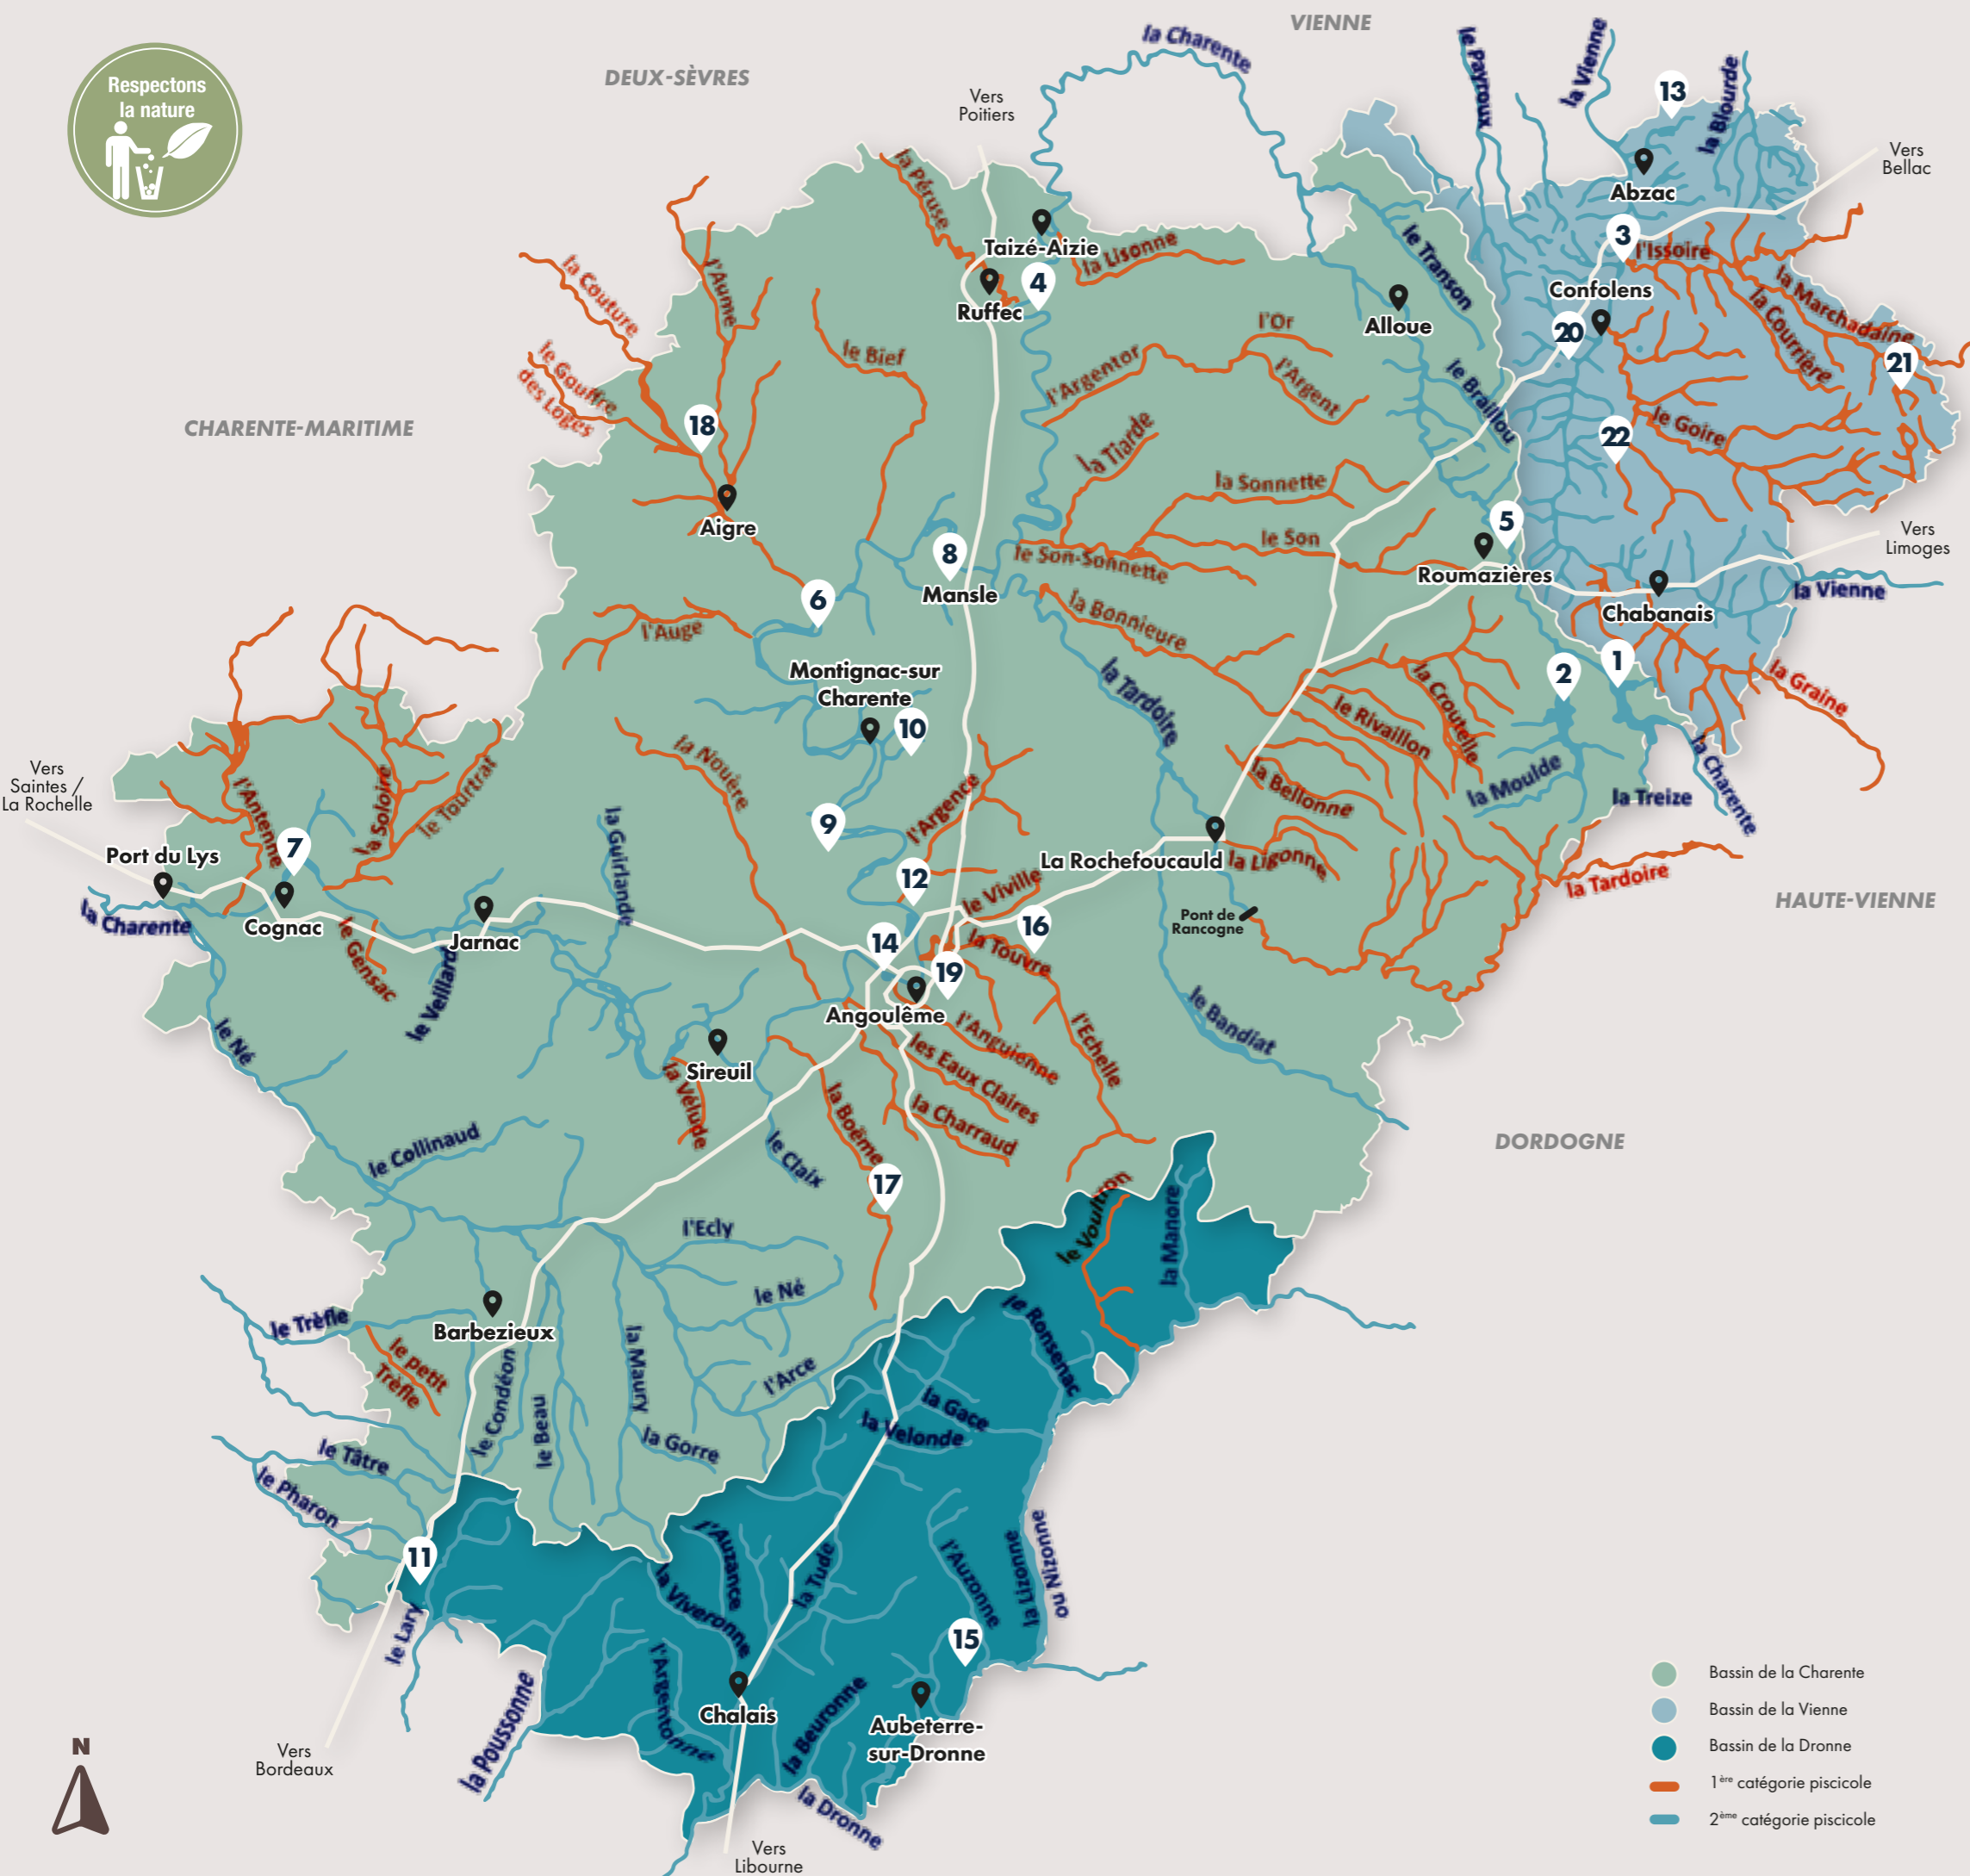 VIENNE
la Charente
le Payroux
la Vienne
DEUX-SÈVRES
Respectons
la nature
13
la Blourde
Vers
Poitiers
Vers
Bellac
Abzac
la Péruse
Taizé-Aizie
la Lisonne
le Transon
3
l'Issoire
la Couture
l'Aume
4
Ruffec
Confolens
la Marchadaine
la Courrière
Alloue
l'Or
20
le Bief
l'Argentor
l'Argent
le Braillou
21
le Gouffre
des Loges
CHARENTE-MARITIME
18
la Tiarde
22
le Goire
la Sonnette
Aigre
5
le Son
8
le Son-Sonnette
Vers
Limoges
Roumazières
Mansle
6
la Vienne
Chabanais
la Bonnieure
l'Auge
Montignac-sur
Charente
la Tardoire
2
1
la Croutelle
la Graine
le Rivaillon
10
la Nouère
la Charente
la Bellonne
la Moulde
la Treize
Vers
Saintes /
La Rochelle
l'Antenne
la Soloire
le Tourtrat
la Guirlande
9
l'Argence
7
Port du Lys
La Rochefoucauld
la Ligonne
12
le Viville
la Tardoire
HAUTE-VIENNE
la Charente
Cognac
Jarnac
le Gensac
le Veillard
Pont de
Rancogne
16
14
la Touvre
19
Angoulême
le Né
le Bandiat
l'Anguienne
l'Echelle
Sireuil
les Eaux Claires
la Vélude
la Boëme
la Charraud
DORDOGNE
le Collinaud
le Claix
17
le Voultron
la Manore
l'Ecly
le Né
le Trèfle
Barbezieux
le Ronsenac
le petit
Trèfle
le Condéon
la Maury
l'Arce
le Beau
la Gace
la Velonde
la Gorre
le Tâtre
le Pharon
11
l'Auzance
la Tude
l'Auzonne
la Lizonne
ou Nizonne
la Viveronne
le Lary
15
l'Argentonne
la Poussonne
Chalais
la Beuronne
Aubeterre-
sur-Dronne
la Dronne
Vers
Bordeaux
N
Vers
Libourne
Bassin de la Charente
Bassin de la Vienne
Bassin de la Dronne
1ère catégorie piscicole
2ème catégorie piscicole